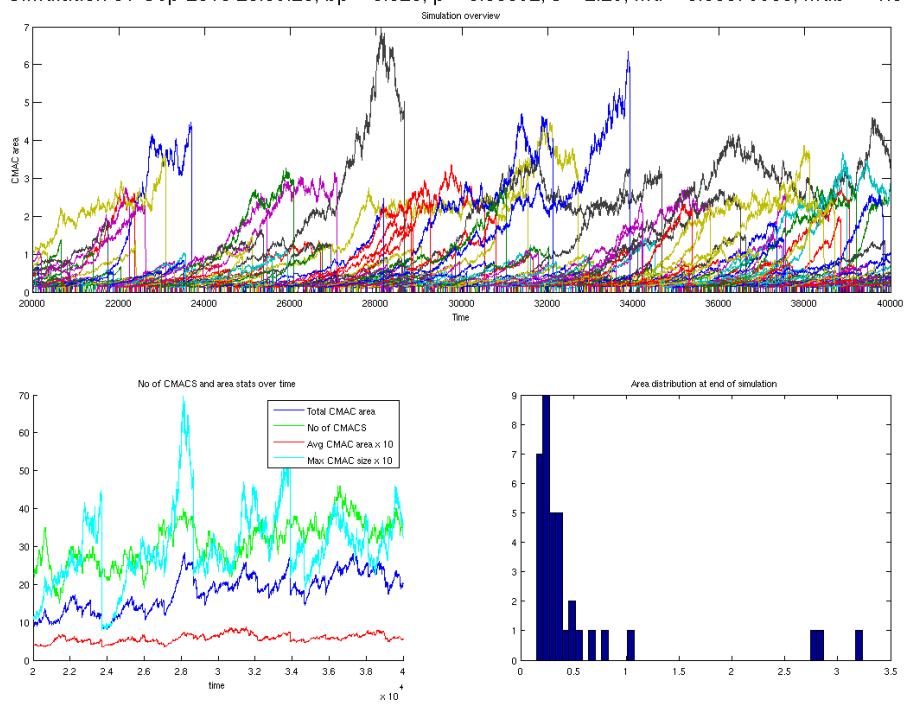 Simulation overview
CMAC area
7
6
5
4
3
2
1
0
20000 22000 24000 26000 28000 30000 32000 34000 36000 38000 40000
Time
No of CMACS and area stats over time
70
60
50
40
30
20
10
0
Total CMAC area
No of CMACS
Avg CMAC area x 10
Max CMAC size x 10
2 2.2 2.4 2.6 2.8 3 3.2 3.4 3.6 3.8 4
time
x 10
4
Area distribution at end of simulation
9
8
7
6
5
4
3
2
1
0
0 0.5 1 1.5 2 2.5 3 3.5